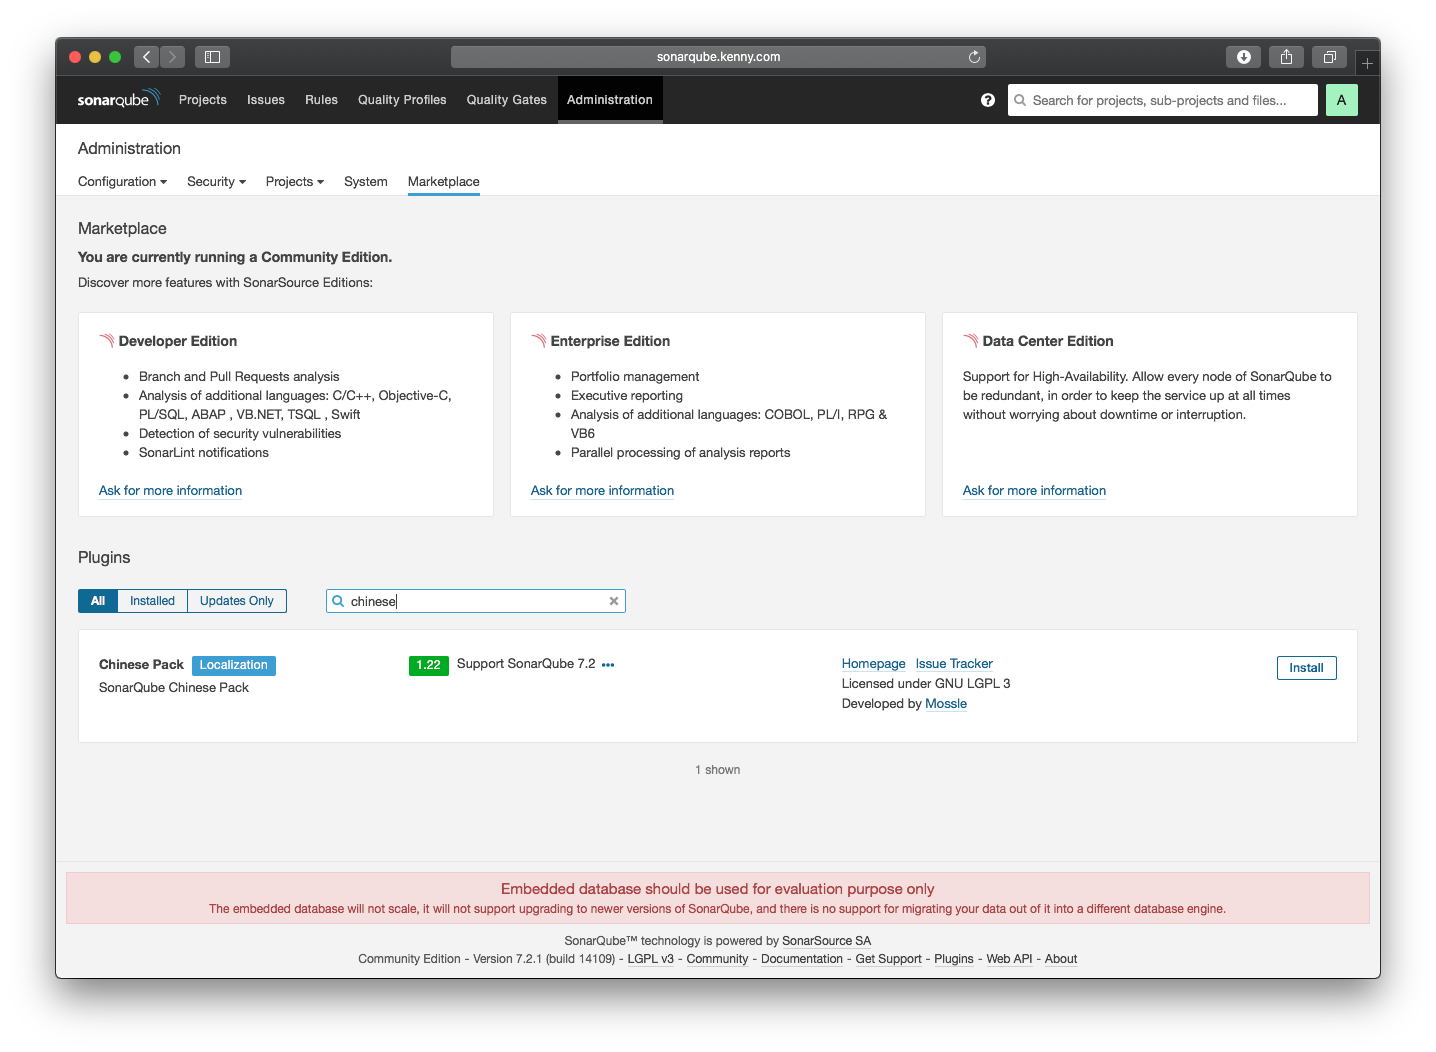 sonarqube.kenny.com
sonarqube Projects Issues Rules Quality Profiles Quality Gates Administration ? Search for projects, sub-projects and files... A
Administration
Configuration Security Projects System Marketplace
Marketplace
You are currently running a Community Edition.
Discover more features with SonarSource Editions:
Developer Edition
• Branch and Pull Requests analysis
• Analysis of additional languages: C/C++, Objective-C,
PL/SQL, ABAP , VB.NET, TSQL , Swift
• Detection of security vulnerabilities
• SonarLint notifications
Ask for more information
Enterprise Edition
• Portfolio management
• Executive reporting
• Analysis of additional languages: COBOL, PL/I, RPG &
VB6
• Parallel processing of analysis reports
Ask for more information
Data Center Edition
Support for High-Availability. Allow every node of SonarQube to
be redundant, in order to keep the service up at all times
without worrying about downtime or interruption.
Ask for more information
Plugins
All Installed Updates Only chinese
Chinese Pack Localization
SonarQube Chinese Pack
1.22 Support SonarQube 7.2 •••
Homepage Issue Tracker
Licensed under GNU LGPL 3
Developed by Mossle
Install
1 shown
Embedded database should be used for evaluation purpose only
The embedded database will not scale, it will not support upgrading to newer versions of SonarQube, and there is no support for migrating your data out of it into a different database engine.
SonarQube™ technology is powered by SonarSource SA
Community Edition - Version 7.2.1 (build 14109) - LGPL v3 - Community - Documentation - Get Support - Plugins - Web API - About